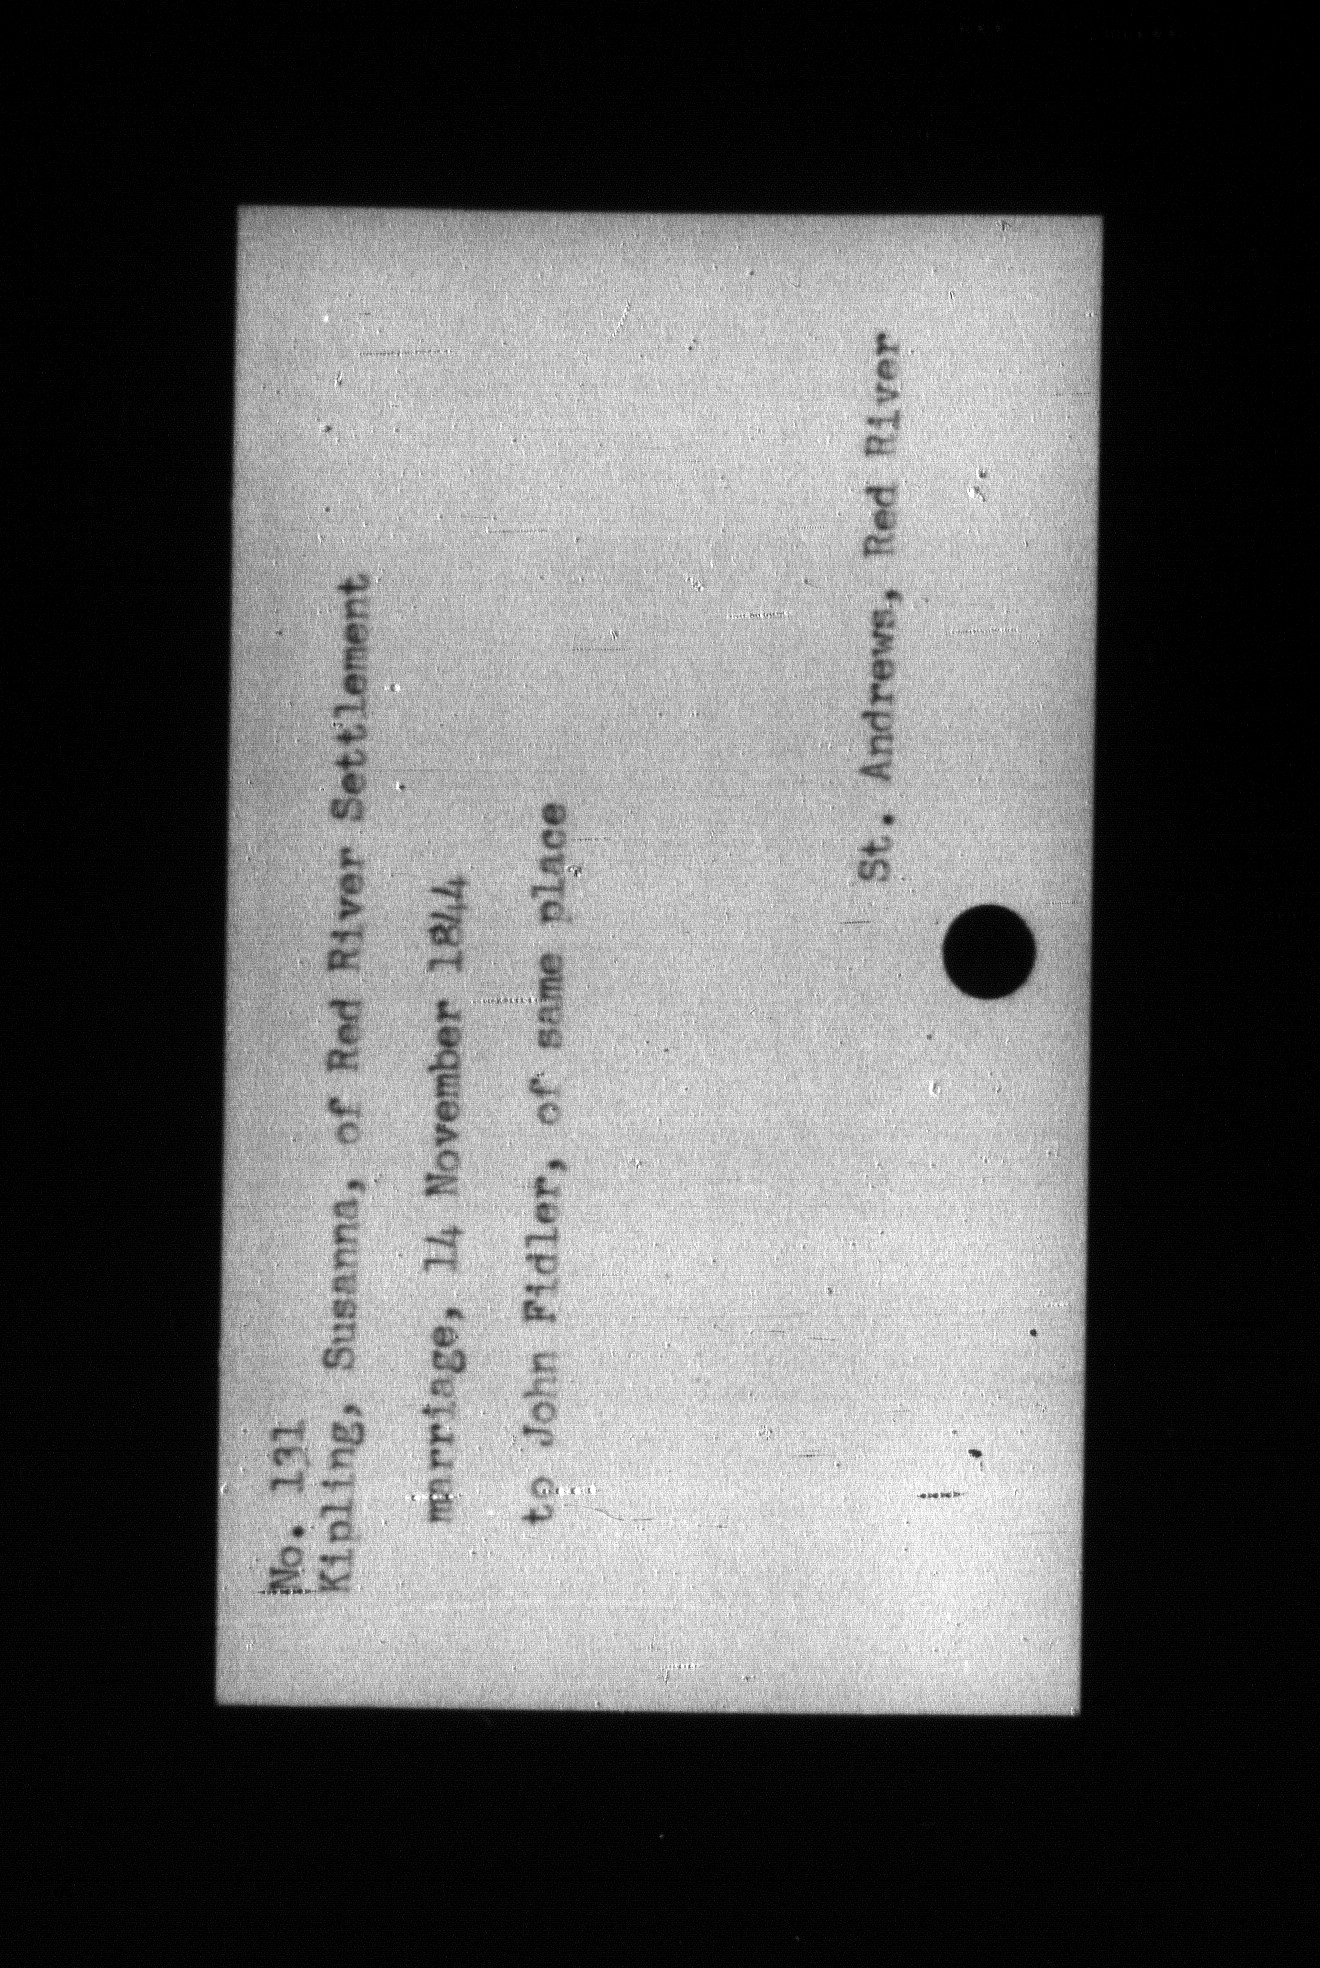 No. 131
Kipling, Susanna, of Red River Settlement
marriage, 14 November 1844
to John Fidler, of same place
St. Andrews, Red River